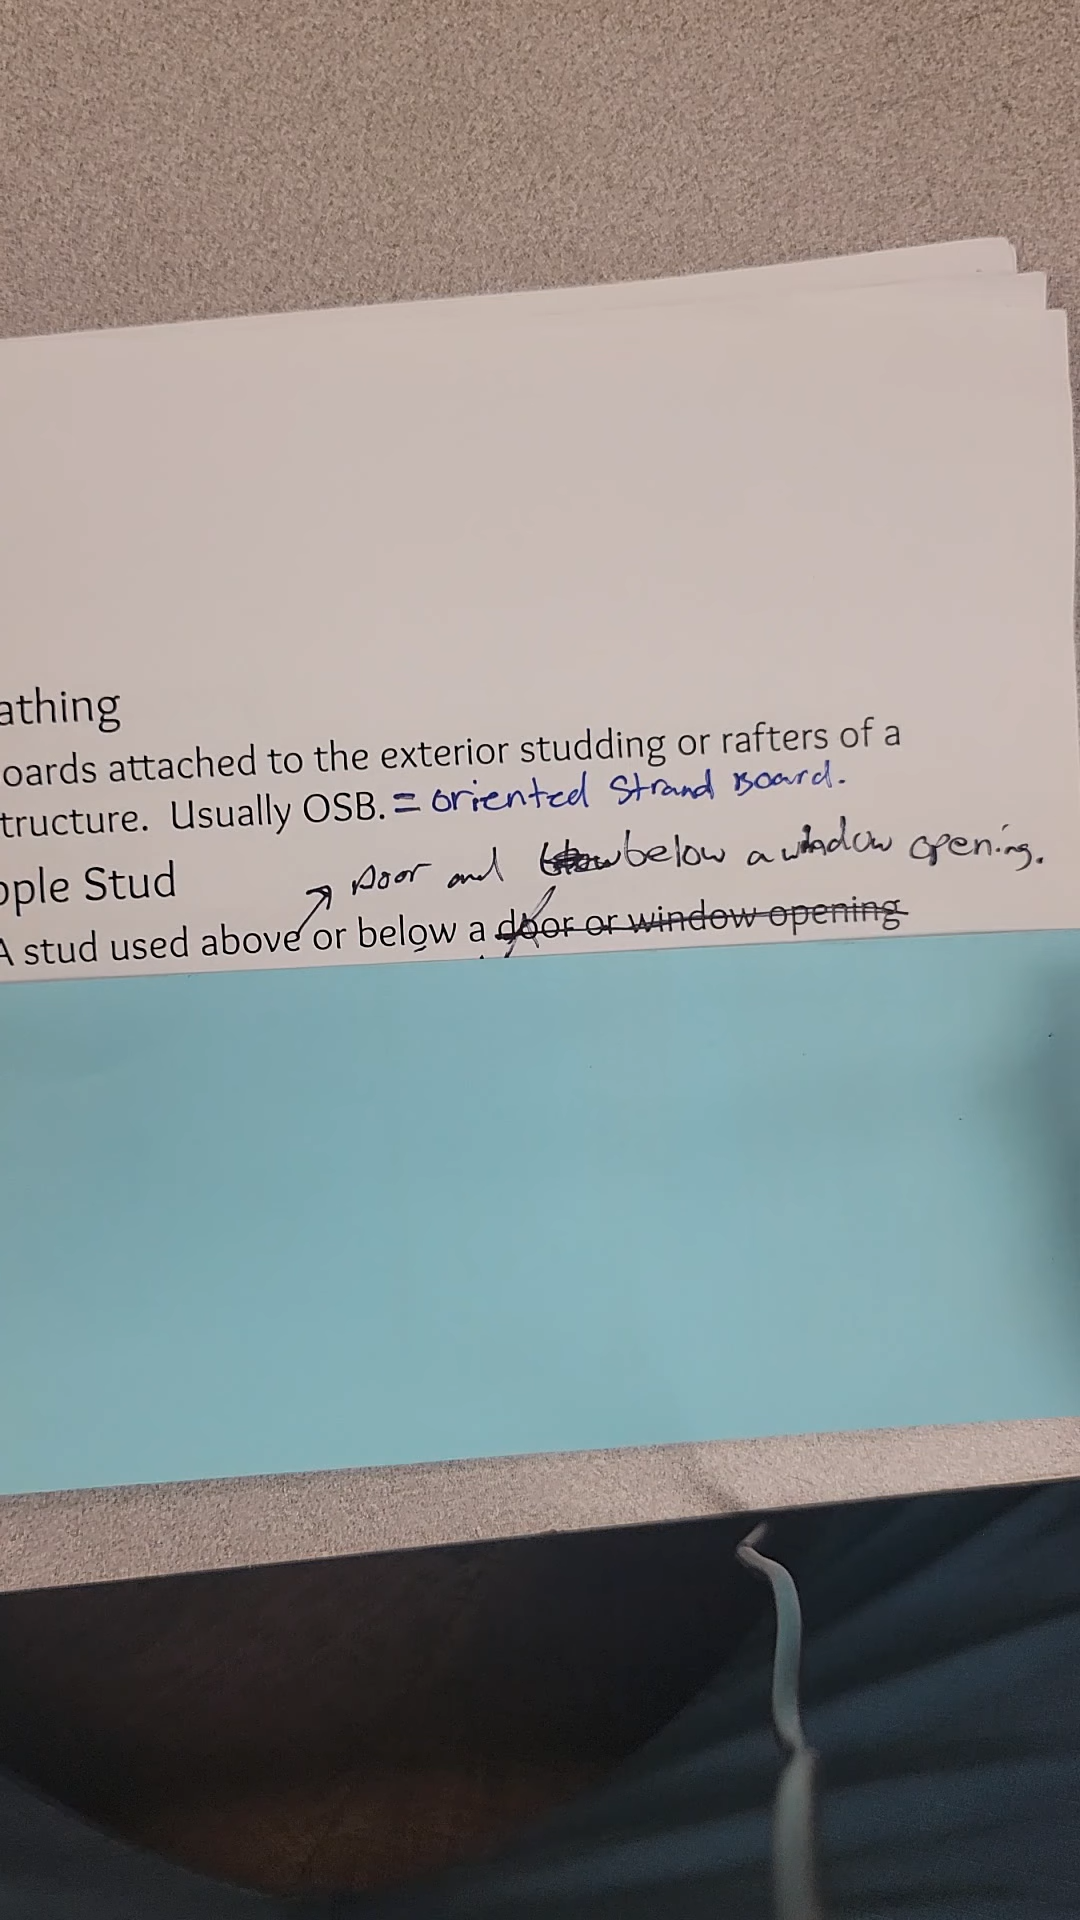 athing
oards attached to the exterior studding or rafters of a
tructure. Usually OSB. = oriented Strand Board.
Door and below a window opening.
pple Stud
A stud used above or below a door or window opening